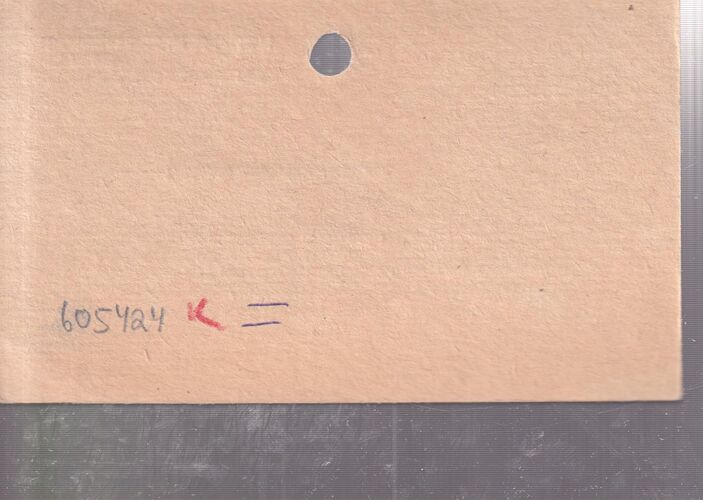 605424 K =